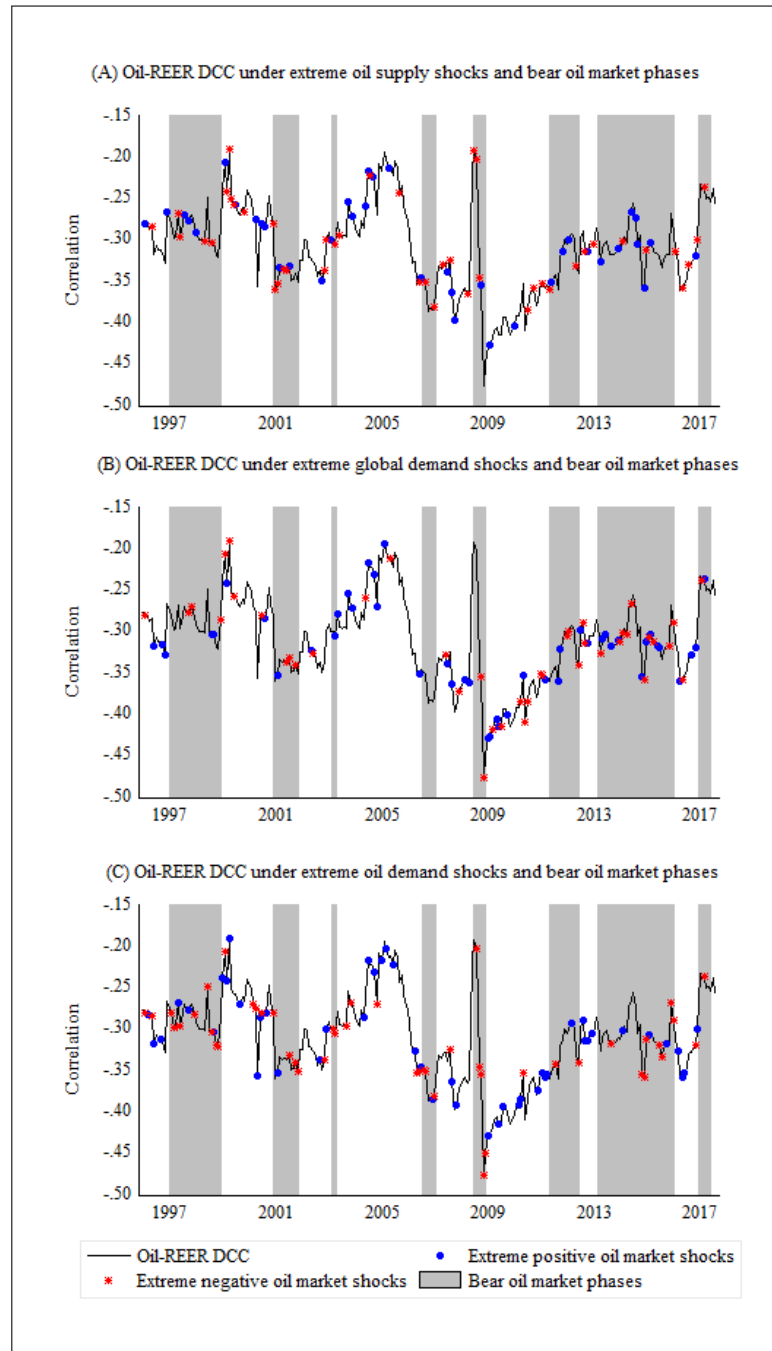 (A) Oil-REER DCC under extreme oil supply shocks and bear oil market phases
-.15
-.20
-.25
-.30
-.35
-.40
-.45
-.50
Correlation
1997 2001 2005 2009 2013 2017
(B) Oil-REER DCC under extreme global demand shocks and bear oil market phases
-.15
-.20
-.25
-.30
-.35
-.40
-.45
-.50
Correlation
1997 2001 2005 2009 2013 2017
(C) Oil-REER DCC under extreme oil demand shocks and bear oil market phases
-.15
-.20
-.25
-.30
-.35
-.40
-.45
-.50
Correlation
1997 2001 2005 2009 2013 2017
Oil-REER DCC Extreme positive oil market shocks
Extreme negative oil market shocks Bear oil market phases